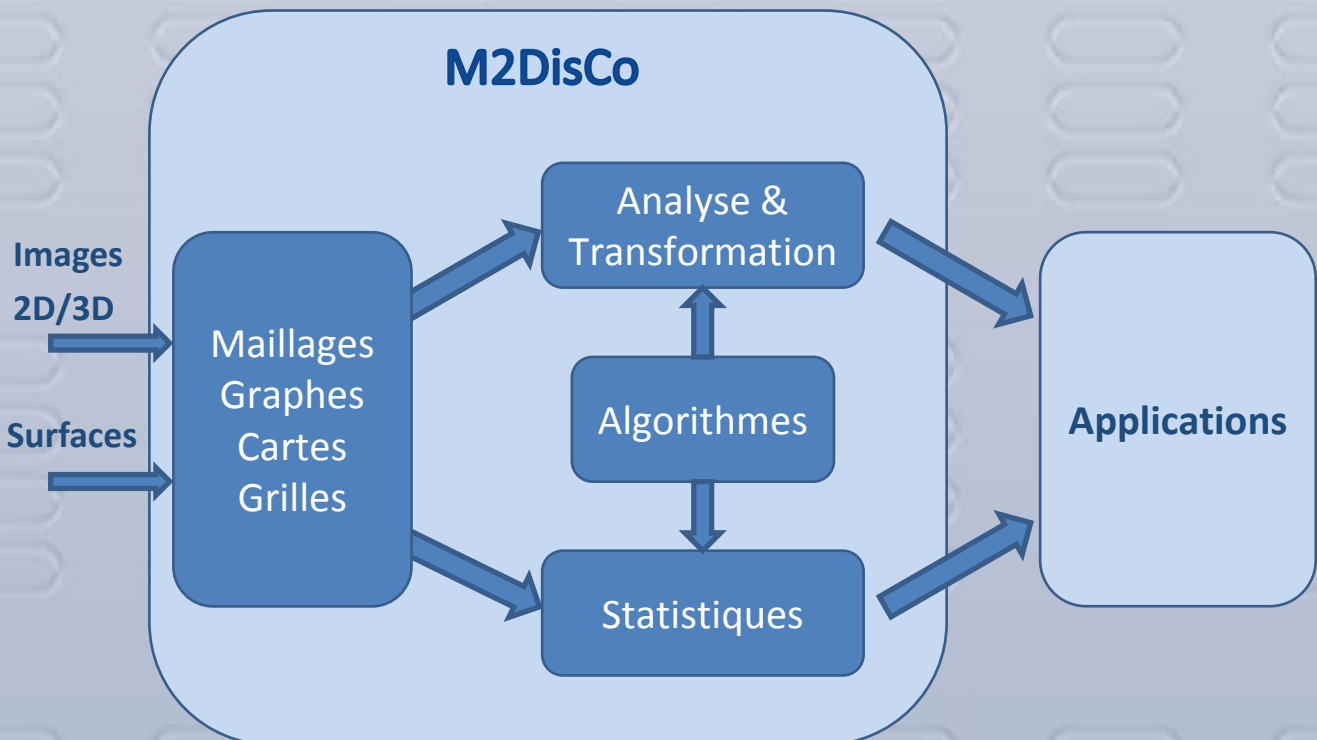 M2DisCo
Images
2D/3D
Surfaces
Maillages
Graphes
Cartes
Grilles
Analyse &
Transformation
Algorithmes
Statistiques
Applications